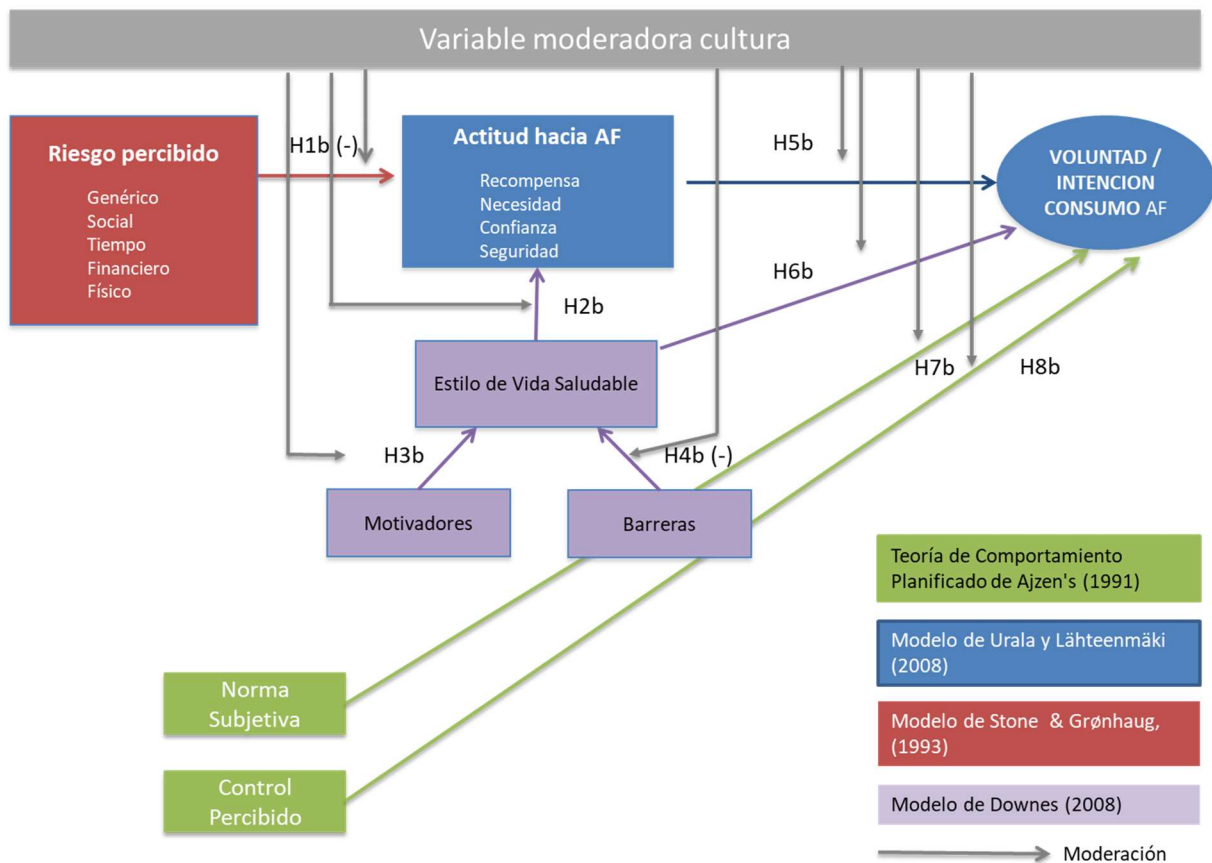 Variable moderadora cultura
Riesgo percibido
Genérico
Social
Tiempo
Financiero
Físico
H1b (-)
Actitud hacia AF
Recompensa
Necesidad
Confianza
Seguridad
H5b
VOLUNTAD /
INTENCION
CONSUMO AF
H2b
H6b
Estilo de Vida Saludable
H7b
H8b
H3b
H4b (-)
Motivadores
Barreras
Norma
Subjetiva
Control
Percibido
Teoría de Comportamiento
Planificado de Ajzen's (1991)
Modelo de Urala y Lähteenmäki
(2008)
Modelo de Stone & Grønhaug,
(1993)
Modelo de Downes (2008)
Moderación